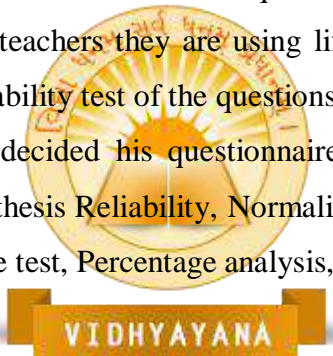 teachers they are using li
ability test of the questions
decided his questionnaire
thesis Reliability, Normali
e test, Percentage analysis,
VIDHYAYANA